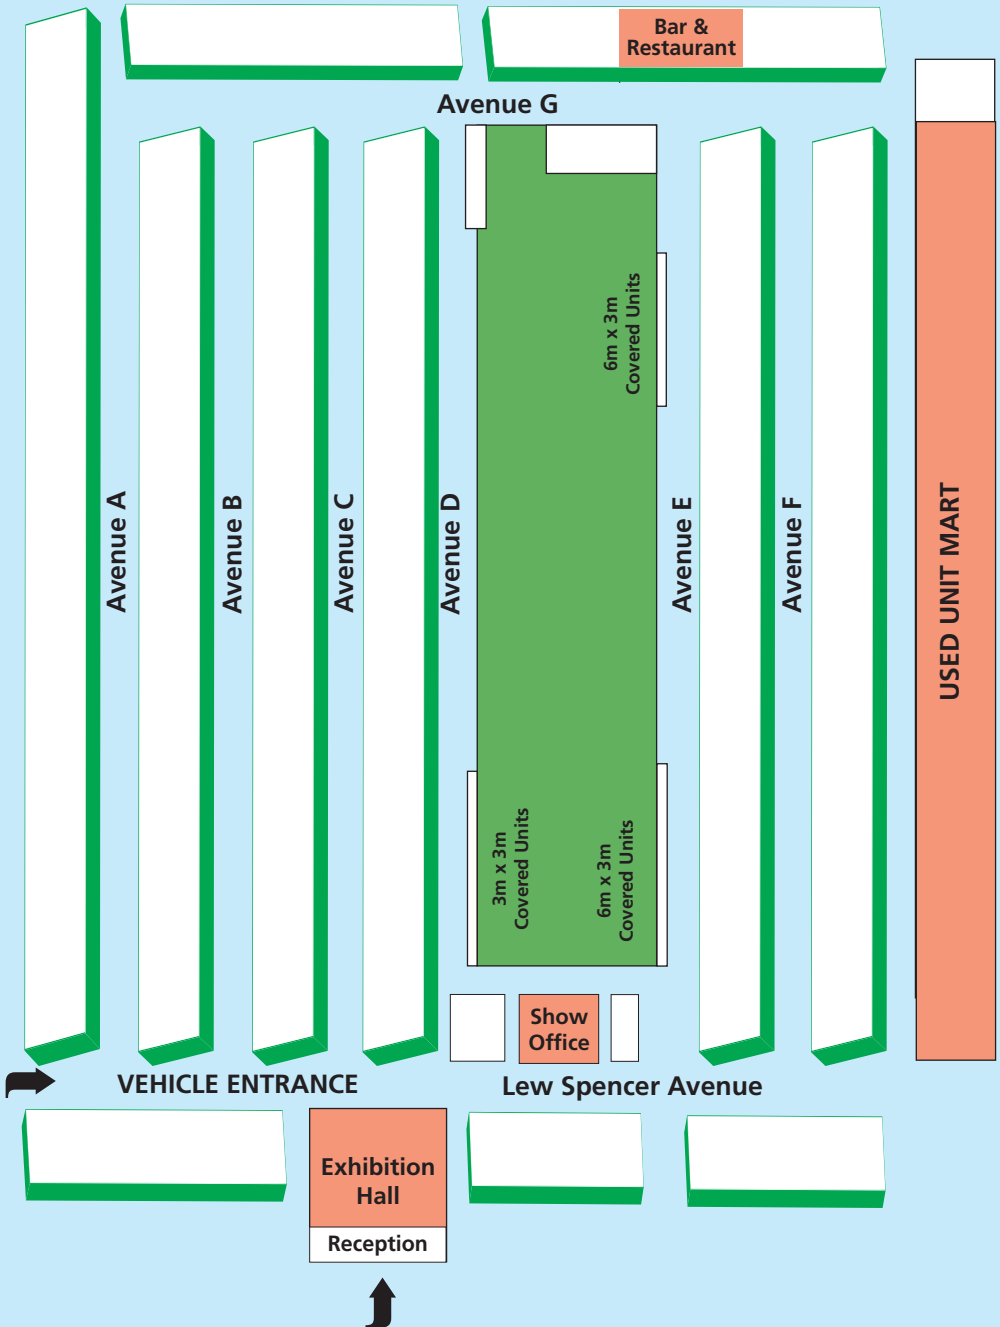 Bar &
Restaurant
Avenue G
6m x 3m
Covered Units
Avenue A
Avenue B
Avenue C
Avenue D
Avenue E
Avenue F
USED UNIT MART
3m x 3m
Covered Units
6m x 3m
Covered Units
Show
Office
VEHICLE ENTRANCE
Lew Spencer Avenue
Exhibition
Hall
Reception